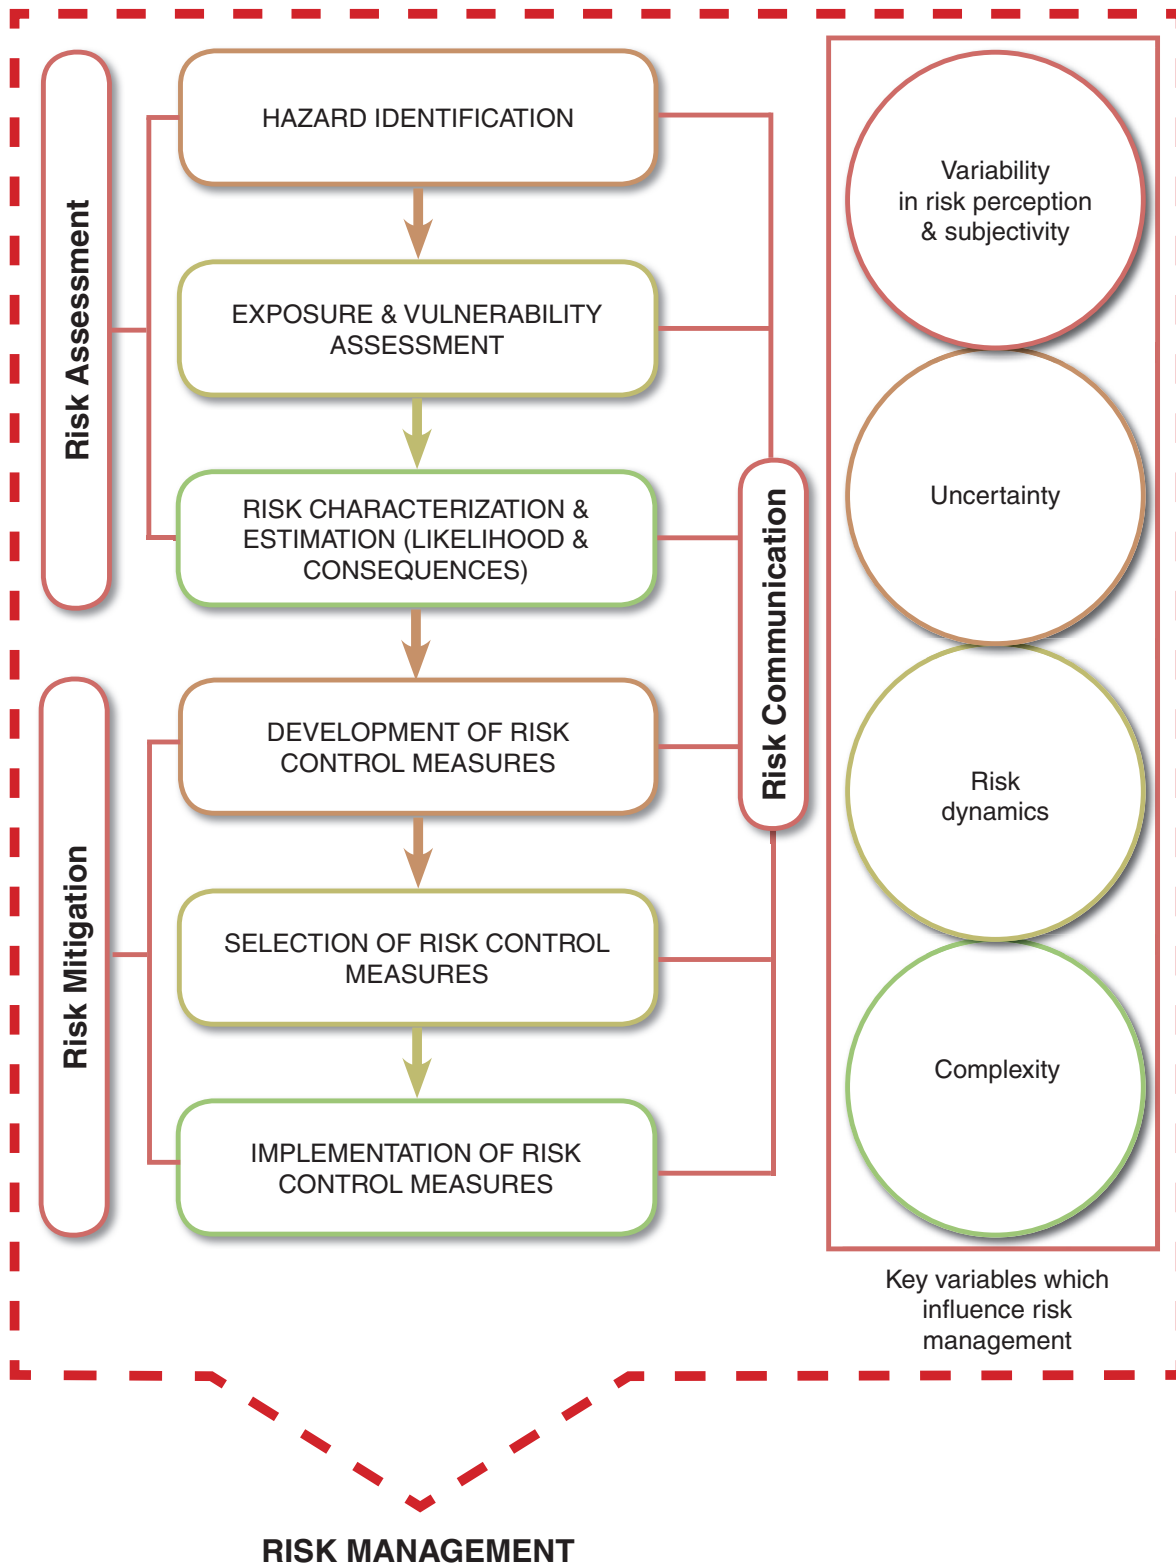 Risk Assessment
HAZARD IDENTIFICATION
EXPOSURE & VULNERABILITY
ASSESSMENT
RISK CHARACTERIZATION &
ESTIMATION (LIKELIHOOD &
CONSEQUENCES)
Risk Mitigation
DEVELOPMENT OF RISK
CONTROL MEASURES
SELECTION OF RISK CONTROL
MEASURES
IMPLEMENTATION OF RISK
CONTROL MEASURES
Risk Communication
Variability
in risk perception
& subjectivity
Uncertainty
Risk
dynamics
Complexity
Key variables which
influence risk
management
RISK MANAGEMENT